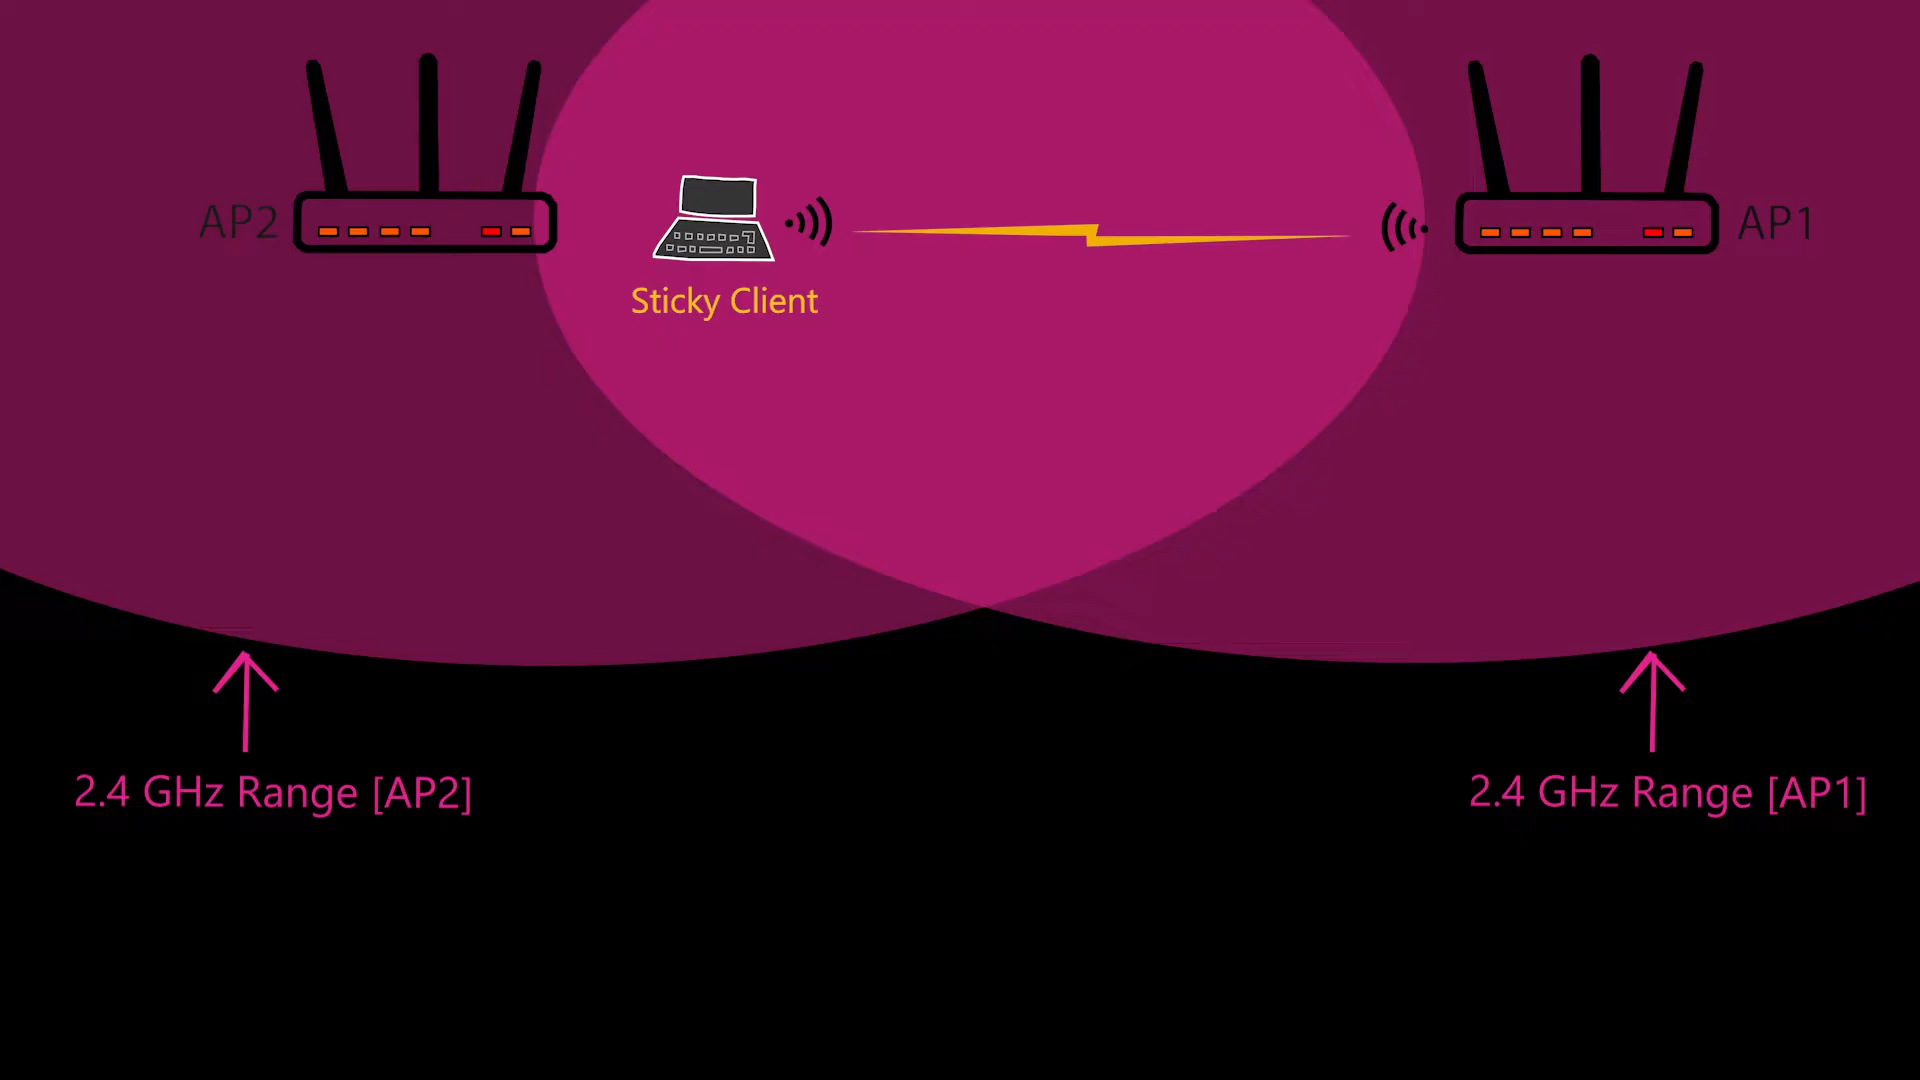 AP2
AP1
Sticky Client
2.4 GHz Range [AP2]
2.4 GHz Range [AP1]